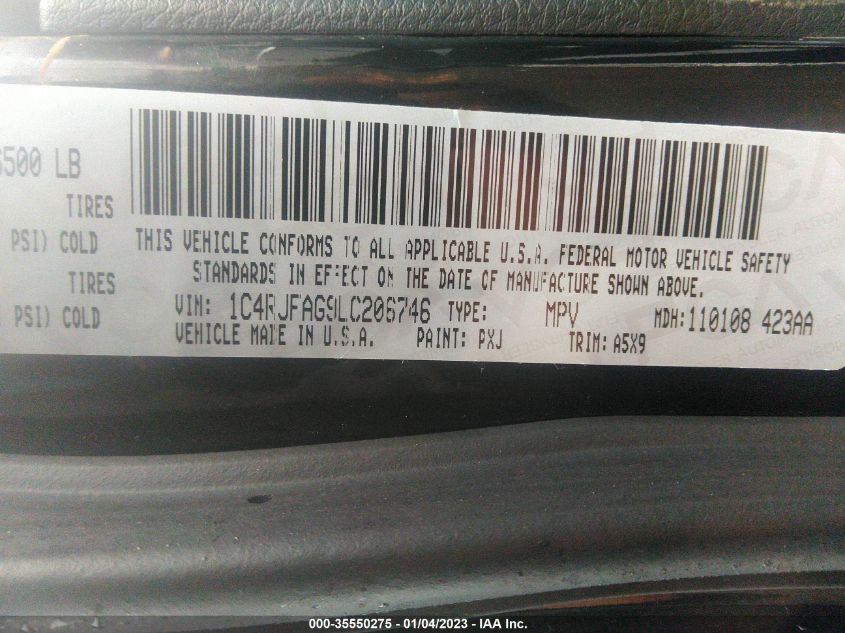 6500 LB
TIRES
PSI) COLD
TIRES
PSI) COLD
THIS VEHICLE CONFORMS TO ALL APPLICABLE U.S.A. FEDERAL MOTOR VEHICLE SAFETY
STANDARDS IN EFFECT ON THE DATE OF MANUFACTURE SHOWN ABOVE.
VIN: 1C4RJFAG9LC206746 TYPE: MPV MDH:110108 423AA
VEHICLE MADE IN U.S.A. PAINT: PXJ TRIM: A5X9
000-35550275 - 01/04/2023 - IAA Inc.